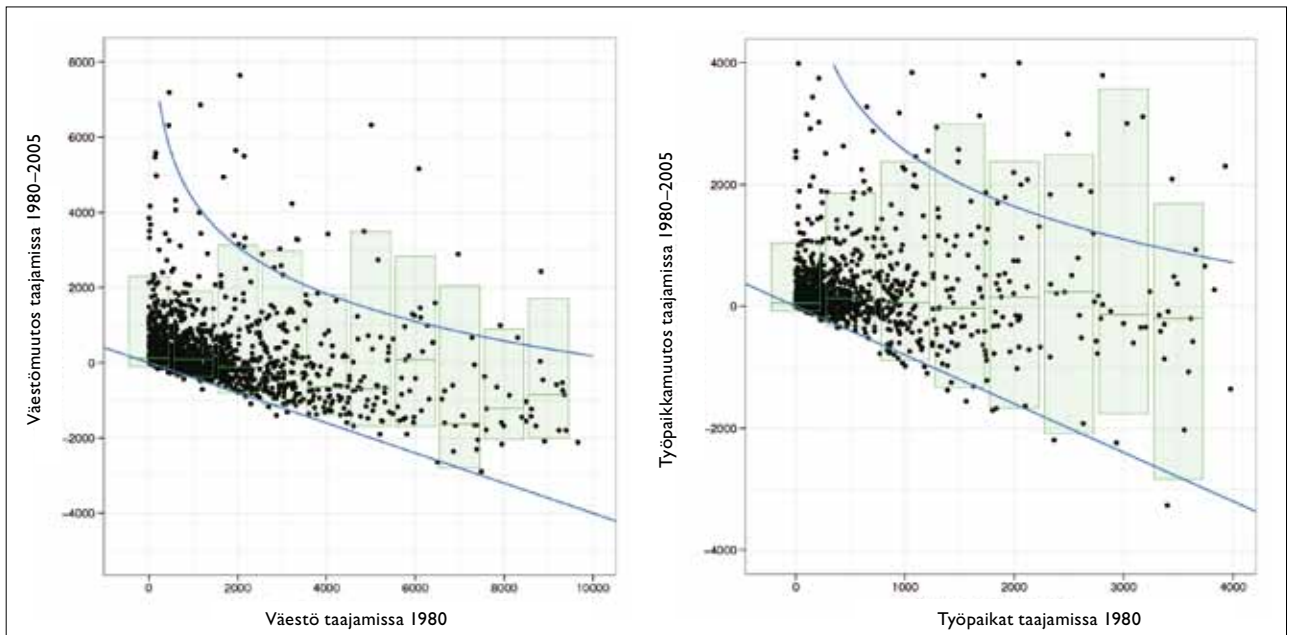 Väestömuutos taajamissa 1980–2005
8000
6000
4000
2000
0
−2000
−4000
0 2000 4000 6000 8000 10000
Väestö taajamissa 1980
Työpaikkamuutos taajamissa 1980–2005
4000
2000
0
−2000
−4000
0 1000 2000 3000 4000
Työpaikat taajamissa 1980